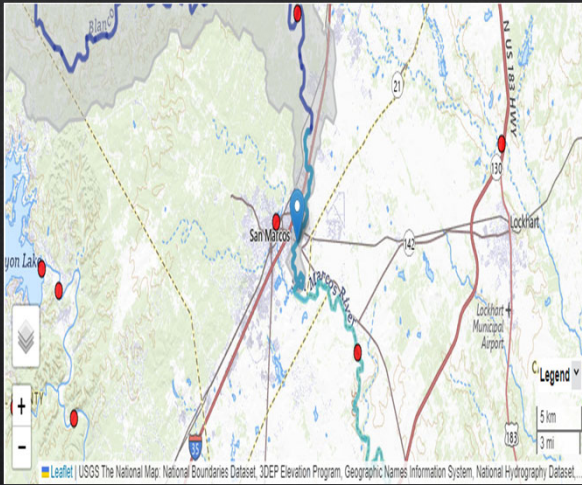 Blan
N US 183 HWY
21
130
San Marcos
Lockhart
142
yon Lake
Marcos River
Lockhart
Municipal
Airport
Legend
+
−
5 km
3 mi
35
183
Leaflet | USGS The National Map: National Boundaries Dataset, 3DEP Elevation Program, Geographic Names Information System, National Hydrography Dataset,